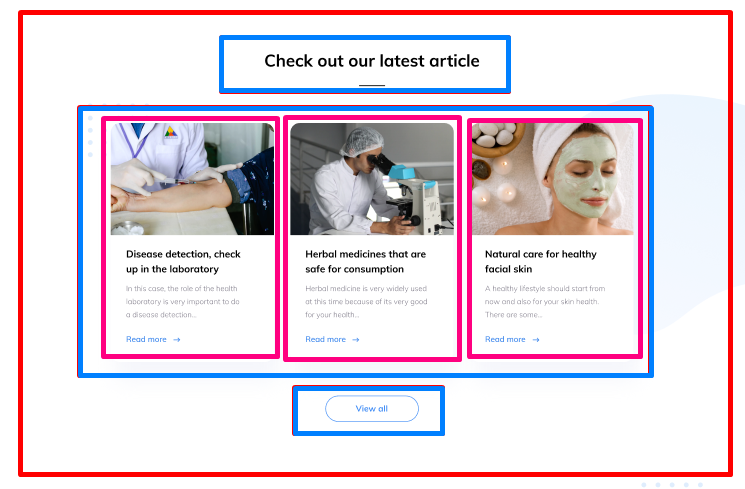 Check out our latest article
Disease detection, check
up in the laboratory
In this case, the role of the health
laboratory is very important to do
a disease detection...
Read more →
Herbal medicines that are
safe for consumption
Herbal medicine is very widely used
at this time because of its very good
for your health...
Read more →
Natural care for healthy
facial skin
A healthy lifestyle should start from
now and also for your skin health.
There are some...
Read more →
View all